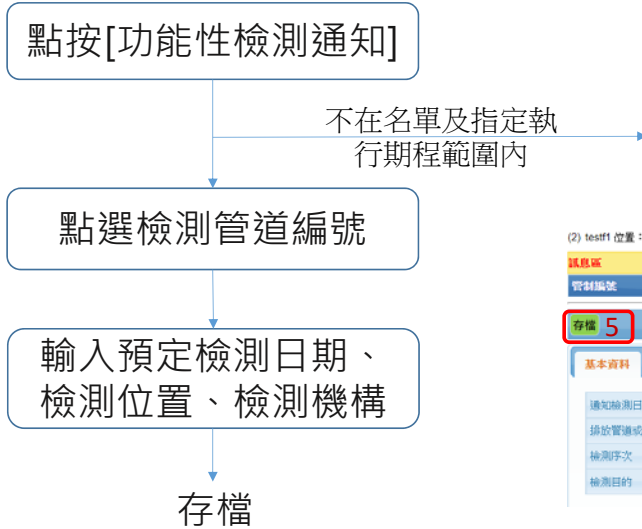 點按[功能性檢測通知]
不在名單及指定執
行期程範圍內
點選檢測管道編號
輸入預定檢測日期、
檢測位置、檢測機構
存檔
(2) testf1 位置：
訊息區
管制編號
存檔 5
基本資料
通知檢測日
排放管道或
檢測序次
檢測目的